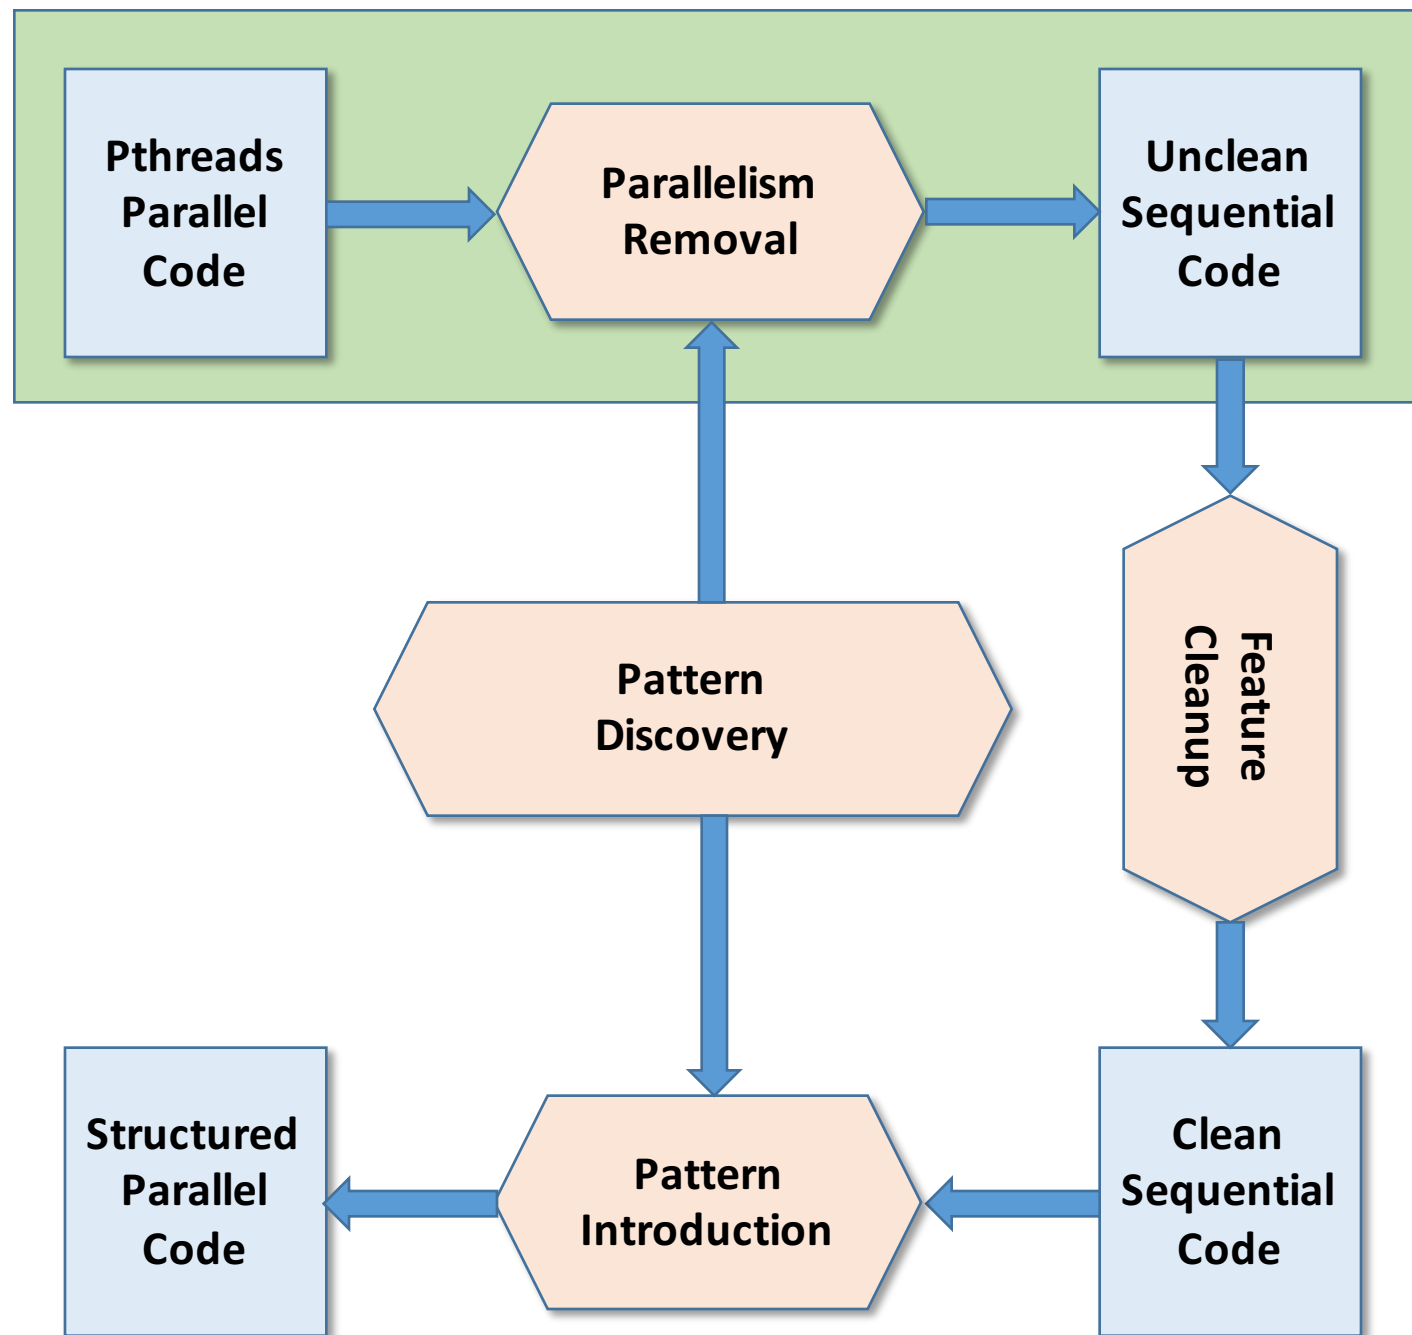 Pthreads
Parallel
Code
Parallelism
Removal
Unclean
Sequential
Code
Pattern
Discovery
Feature
Cleanup
Structured
Parallel
Code
Pattern
Introduction
Clean
Sequential
Code